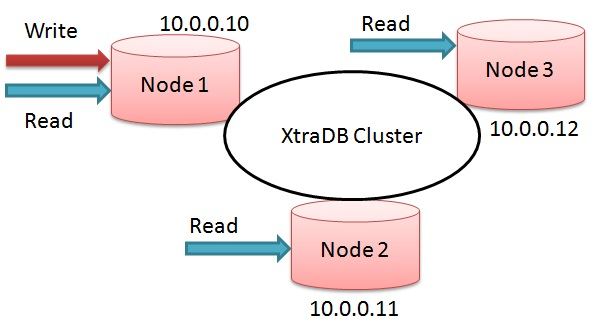 Write
10.0.0.10
Node 1
Read
Read
Node 3
10.0.0.12
XtraDB Cluster
Read
Node 2
10.0.0.11